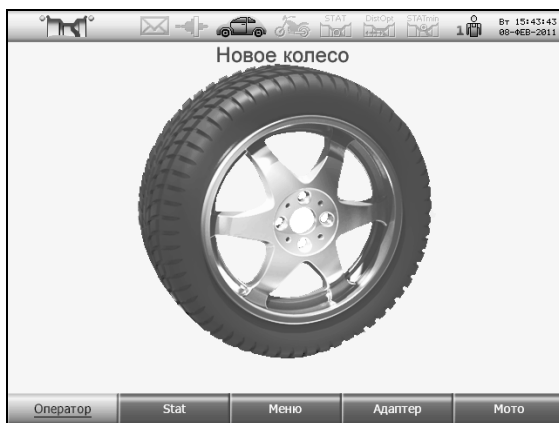 STAT DistOpt STATmin 1 Вт 15:43:43
08-ФЕВ-2011
Новое колесо
Оператор Stat Меню Адаптер Мото